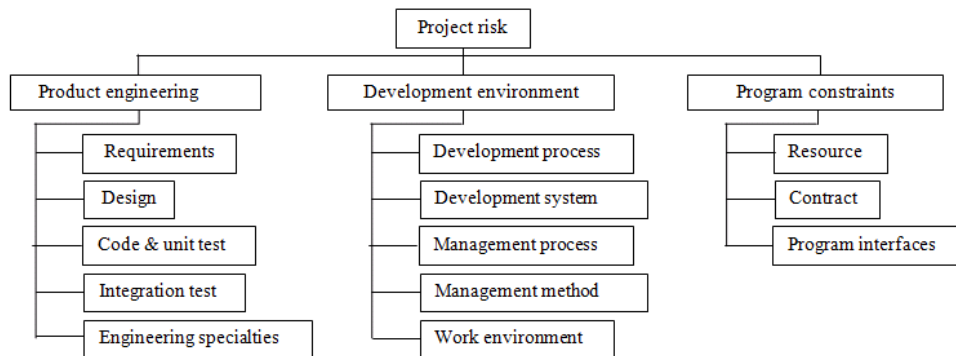 Project risk
Product engineering
Development environment
Program constraints
Requirements
Design
Code & unit test
Integration test
Engineering specialties
Development process
Development system
Management process
Management method
Work environment
Resource
Contract
Program interfaces